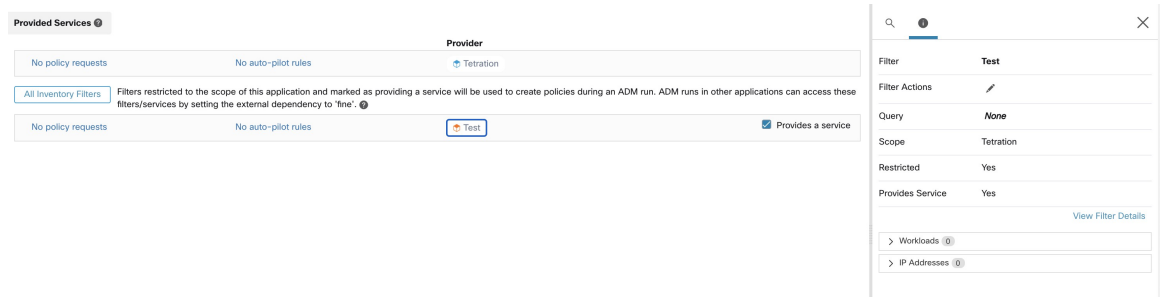 Provided Services
Provider
No policy requests No auto-pilot rules Tetration
All Inventory Filters Filters restricted to the scope of this application and marked as providing a service will be used to create policies during an ADM run. ADM runs in other applications can access these
filters/services by setting the external dependency to 'fine'.
No policy requests No auto-pilot rules Test Provides a service
Filter Test
Filter Actions
Query None
Scope Tetration
Restricted Yes
Provides Service Yes
View Filter Details
Workloads 0
IP Addresses 0